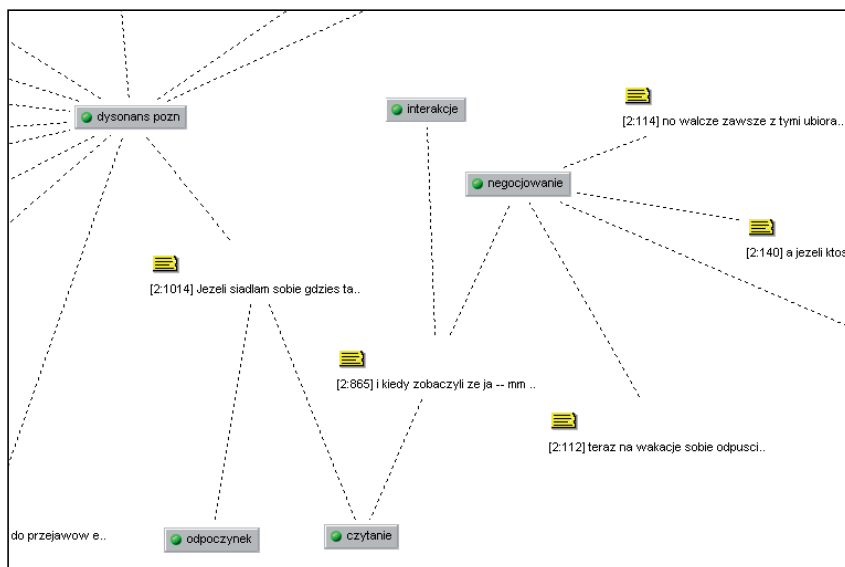 dysonans pozn
interakcje
[2:114] no walcze zawsze z tymi ubiora..
negocjowanie
[2:140] a jezeli ktos
[2:1014] Jezeli siadlam sobie gdzies ta..
[2:865] i kiedy zobaczyli ze ja -- mm ..
[2:112] teraz na wakacje sobie odpusci..
do przejawow e..
odpoczynek
czytanie